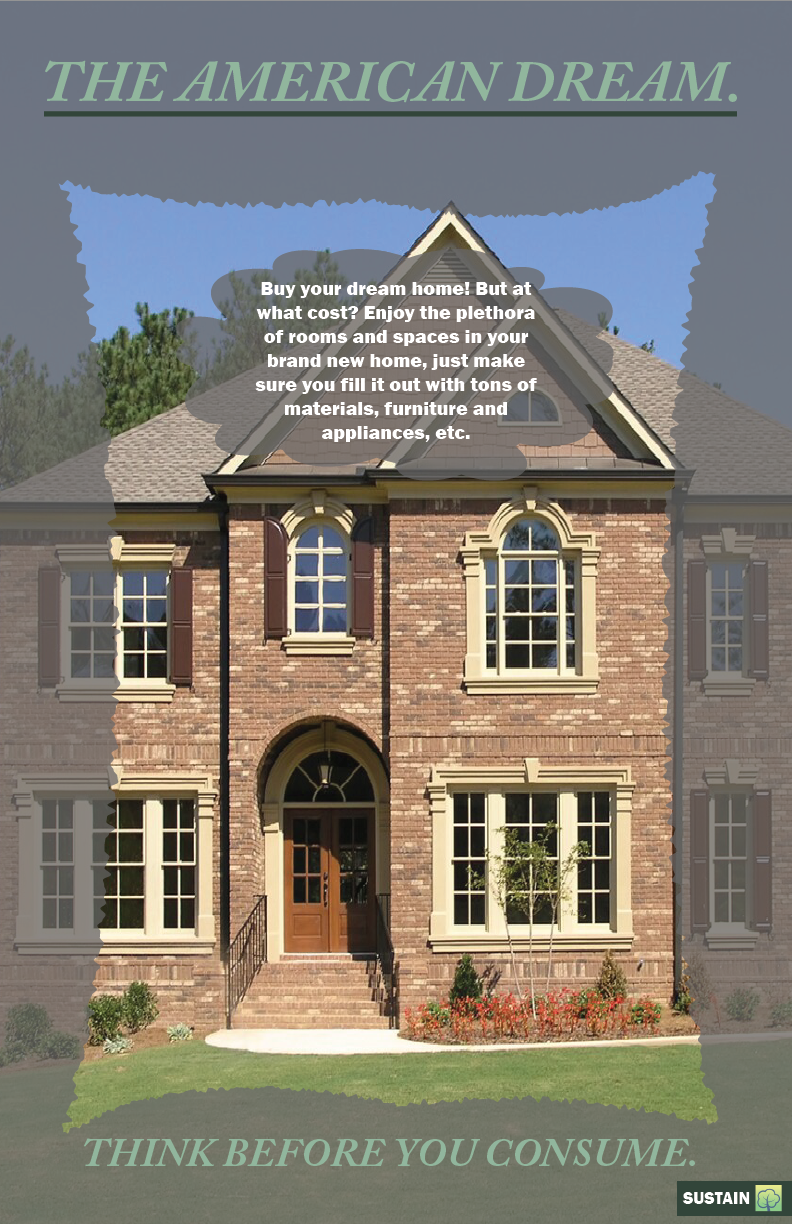 THE AMERICAN DREAM.
Buy your dream home! But at
what cost? Enjoy the plethora
of rooms and spaces in your
brand new home, just make
sure you fill it out with tons of
materials, furniture and
appliances, etc.
THINK BEFORE YOU CONSUME.
SUSTAIN